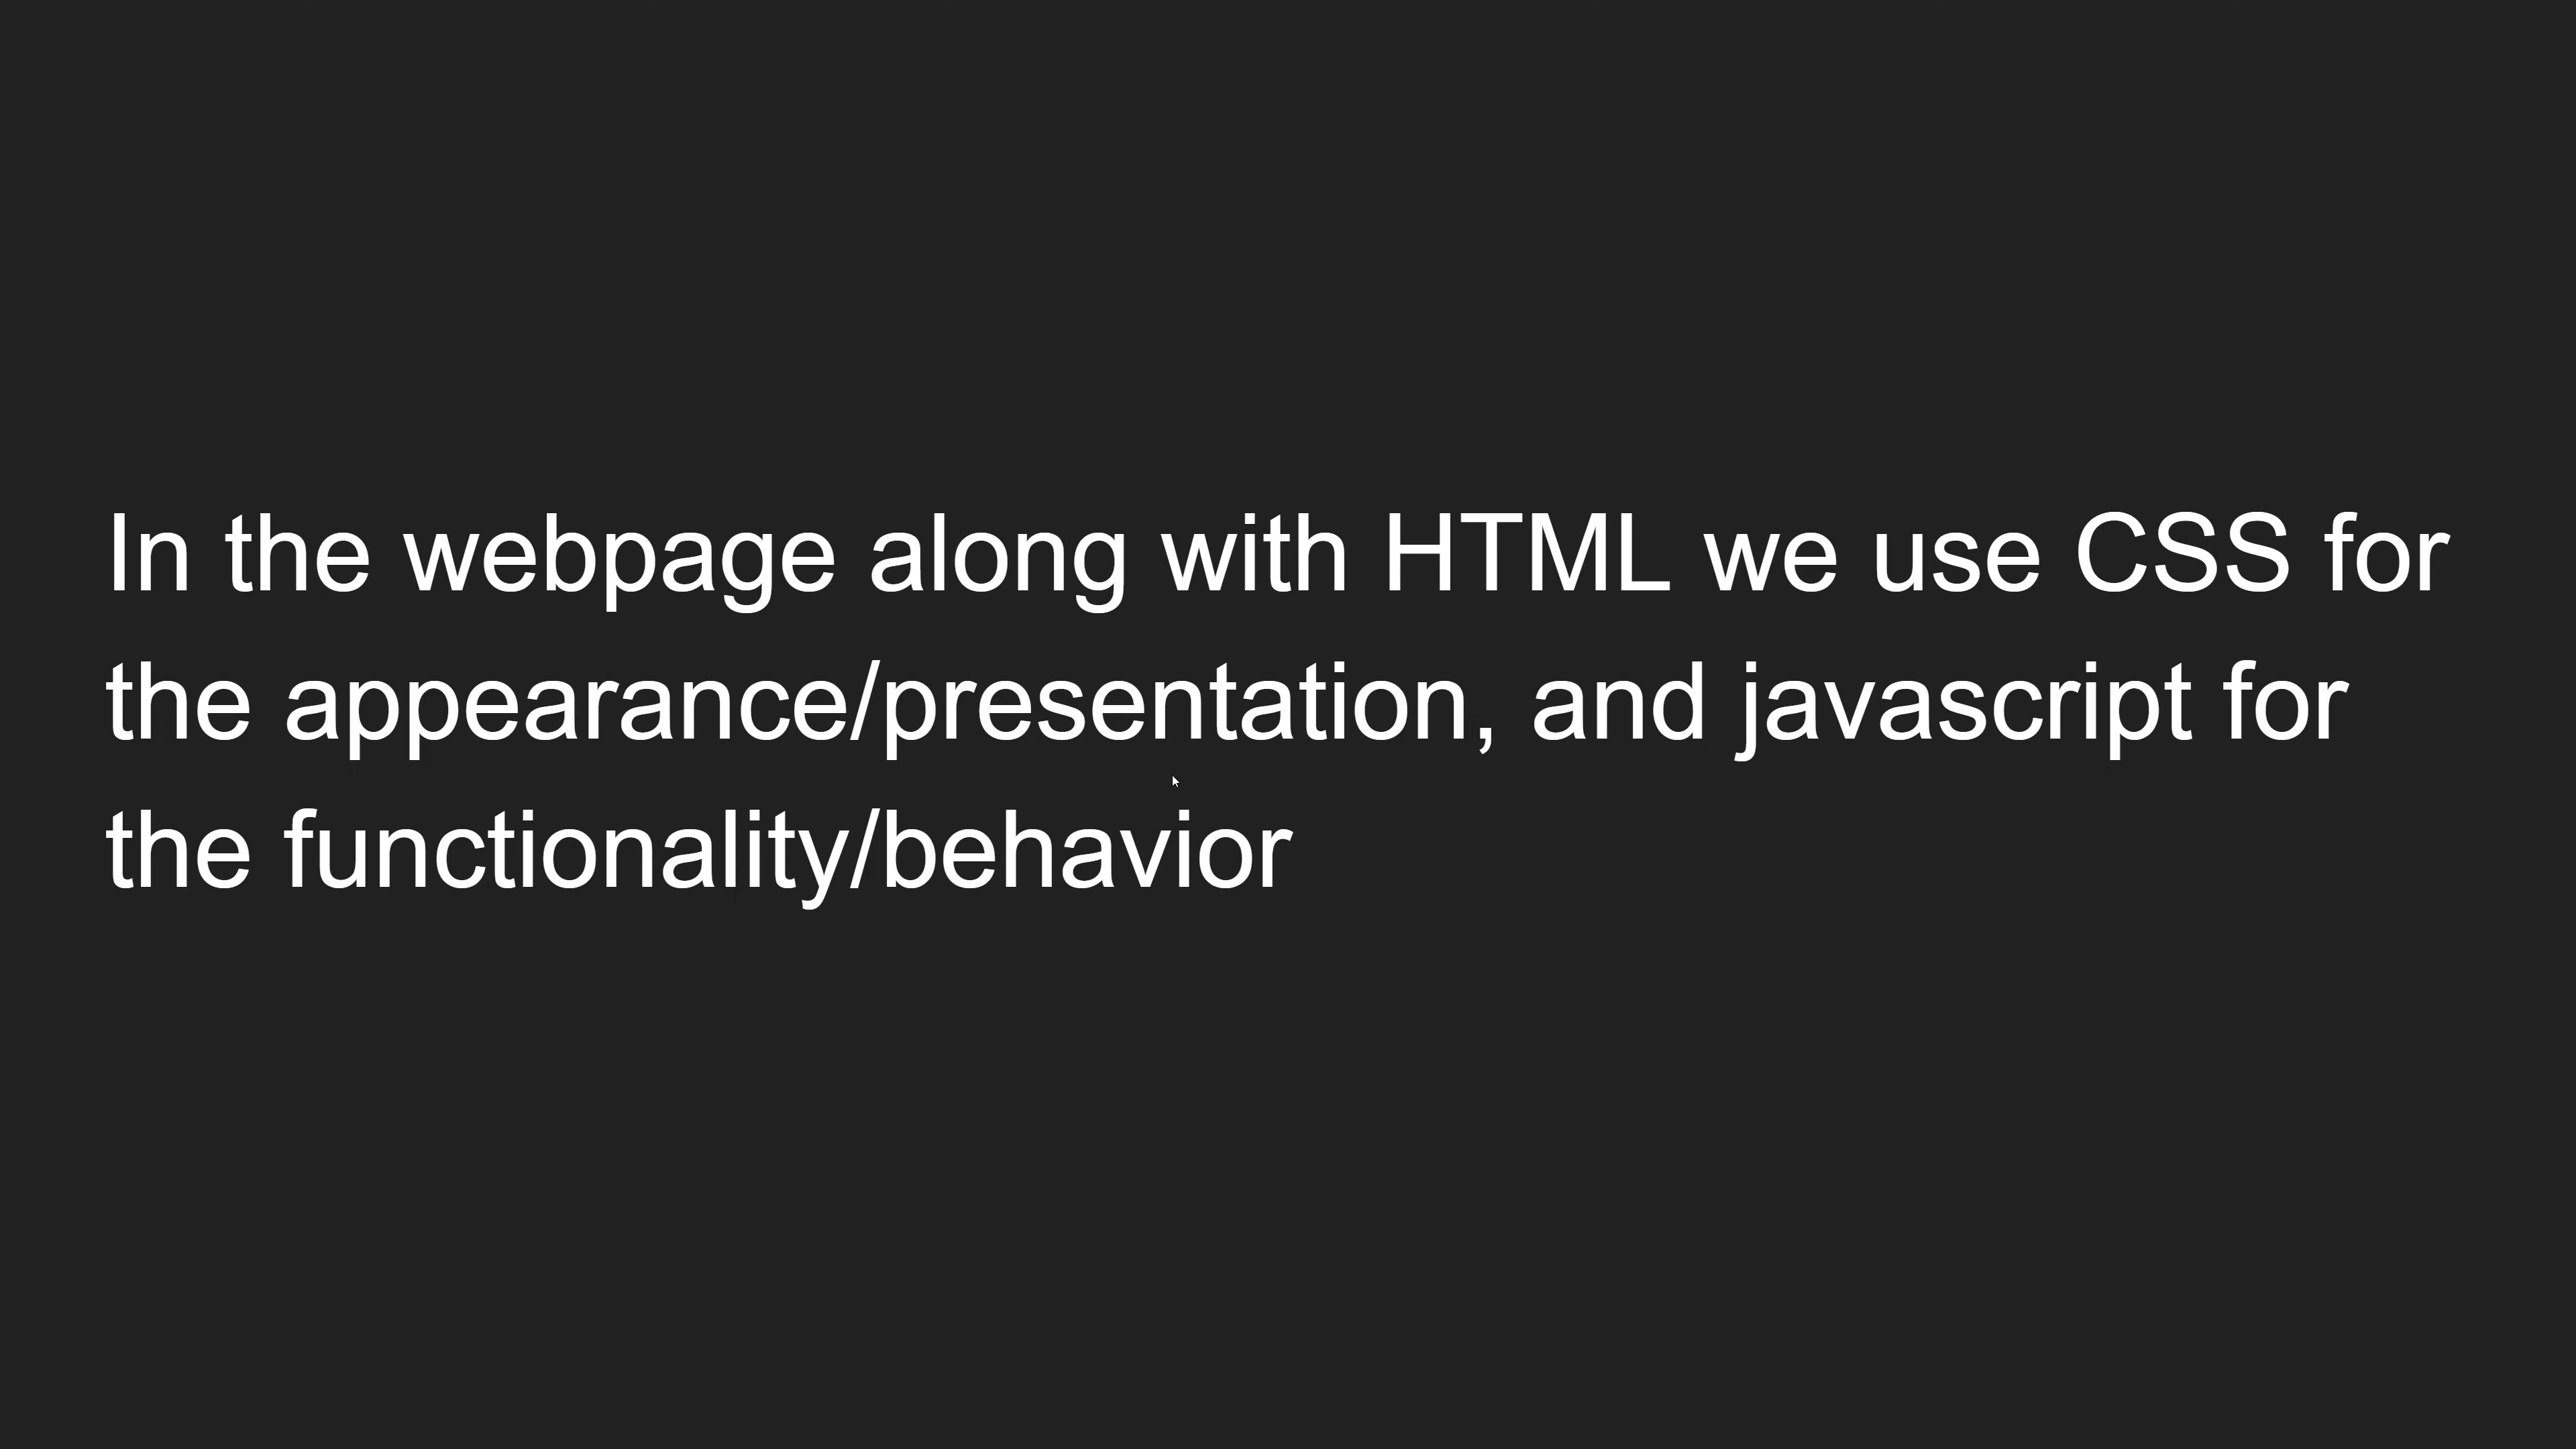 In the webpage along with HTML we use CSS for
the appearance/presentation, and javascript for
the functionality/behavior